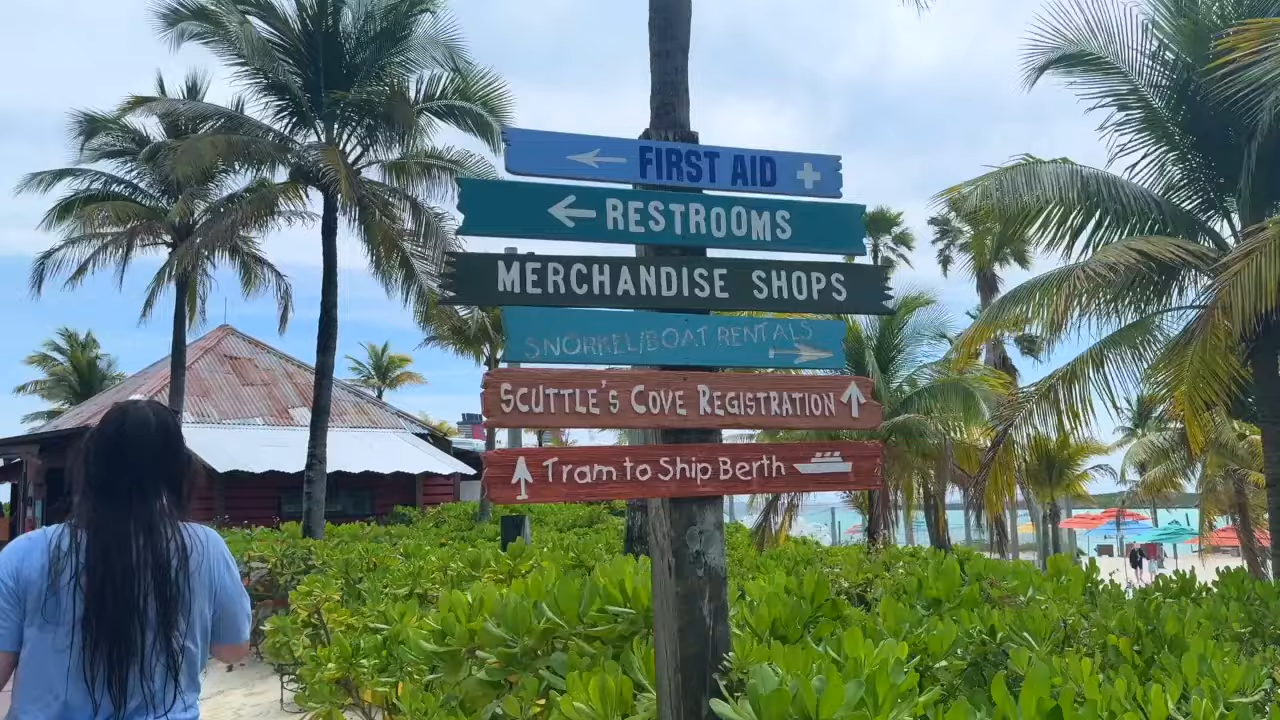 FIRST AID
RESTROOMS
MERCHANDISE SHOPS
SNORKEL/BOAT RENTALS
SCUTTLE'S COVE REGISTRATION
Tram to Ship Berth